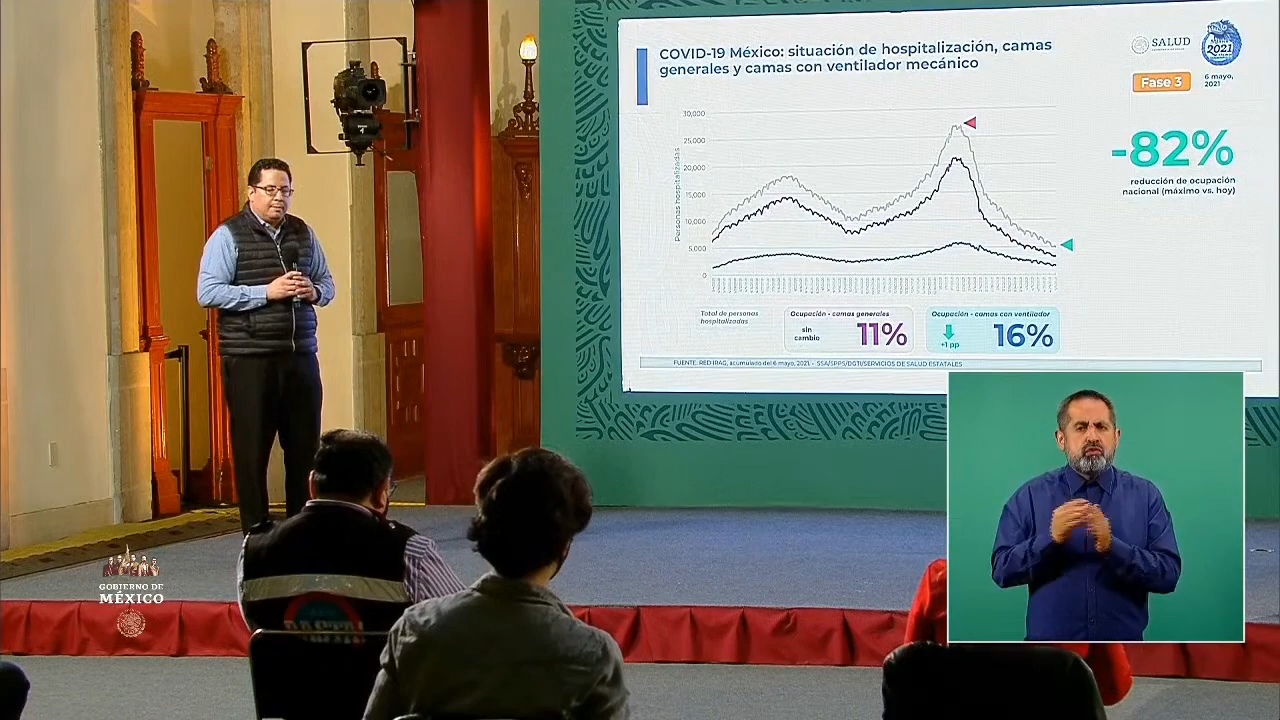 COVID-19 México: situación de hospitalización, camas
generales y camas con ventilador mecánico
SALUD
2021
Fase 3
6 mayo,
2021
-82%
reducción de ocupación
nacional (máximo vs. hoy)
Personas hospitalizadas
30,000
25,000
20,000
15,000
10,000
5,000
0
Total de personas
hospitalizadas
Ocupación - camas generales
sin
cambio
11%
Ocupación - camas con ventilador
+1 pp
16%
FUENTE. RED IRAG, acumulado del 6 mayo, 2021 - SSA/SPPS/DGTI/SERVICIOS DE SALUD ESTATALES
GOBIERNO DE
MÉXICO